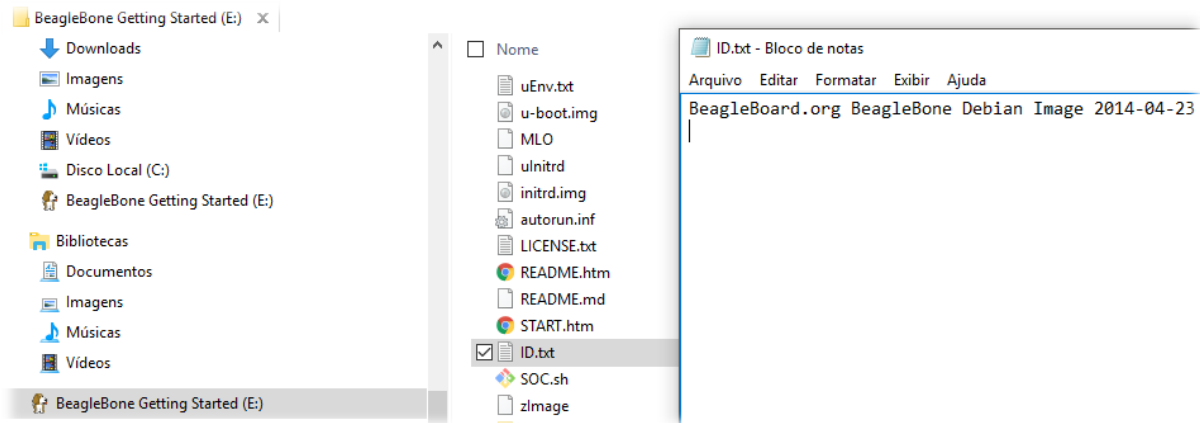 BeagleBone Getting Started (E:)
Downloads
Imagens
Músicas
Vídeos
Disco Local (C:)
BeagleBone Getting Started (E:)
Bibliotecas
Documentos
Imagens
Músicas
Vídeos
BeagleBone Getting Started (E:)
Nome
uEnv.txt
u-boot.img
MLO
uInitrd
initrd.img
autorun.inf
LICENSE.txt
README.htm
README.md
START.htm
ID.txt
SOC.sh
zImage
ID.txt - Bloco de notas
Arquivo Editar Formatar Exibir Ajuda
BeagleBoard.org BeagleBone Debian Image 2014-04-23